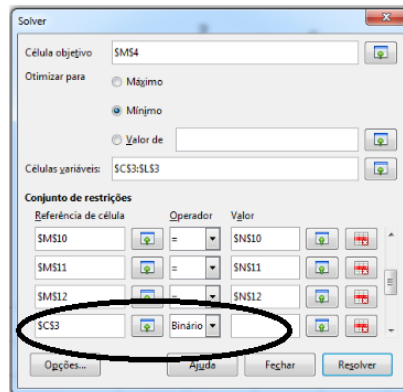 Solver
Célula objetivo $M$4
Otimizar para Máximo
Mínimo
Valor de
Células variáveis: $C$3:$L$3
Conjunto de restrições
Referência de célula Operador Valor
$M$10 = $N$10
$M$11 = $N$11
$M$12 = $N$12
$C$3 Binário
Opções... Ajuda Fechar Resolver